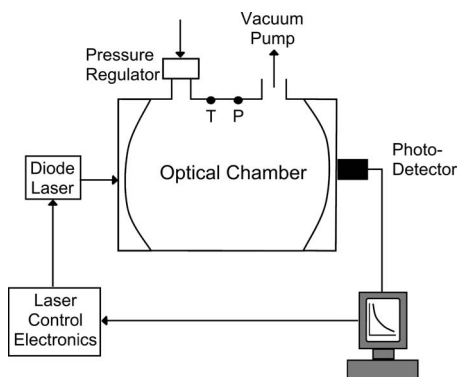 Vacuum
Pump
Pressure
Regulator
T
P
Photo-
Detector
Diode
Laser
Optical Chamber
Laser
Control
Electronics